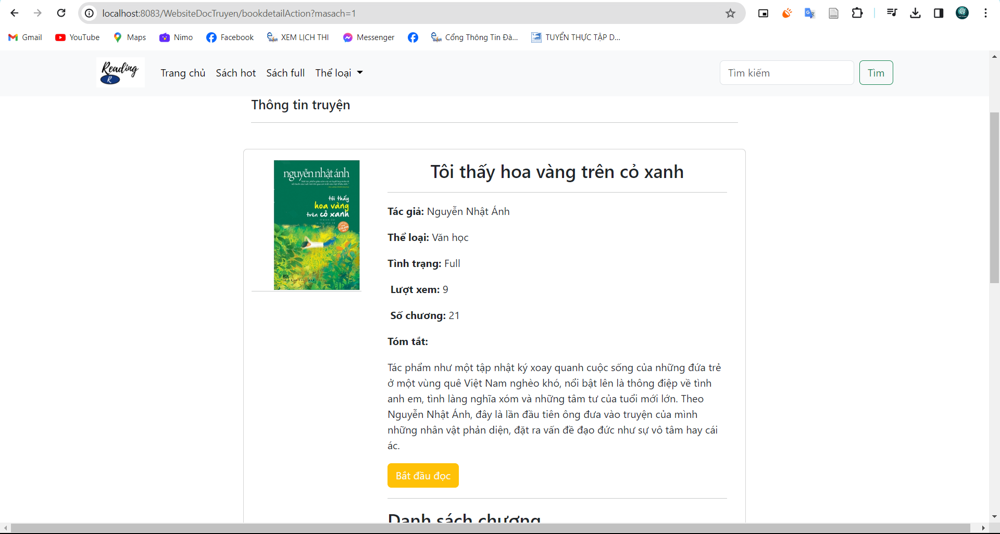 localhost:8083/WebsiteDocTruyen/bookdetailAction?masach=1
Gmail YouTube Maps Nimo Facebook XEM LỊCH THI Messenger Cổng Thông Tin Đà... TUYỂN THỰC TẬP D...
Reading
R
Trang chủ Sách hot Sách full Thể loại Tìm kiếm Tìm
Thông tin truyện
nguyễn nhật ánh
tôi thấy
hoa vàng
trên cỏ xanh
Tôi thấy hoa vàng trên cỏ xanh
Tác giả: Nguyễn Nhật Ánh
Thể loại: Văn học
Tình trạng: Full
Lượt xem: 9
Số chương: 21
Tóm tắt:
Tác phẩm như một tập nhật ký xoay quanh cuộc sống của những đứa trẻ
ở một vùng quê Việt Nam nghèo khó, nổi bật lên là thông điệp về tình
anh em, tình làng nghĩa xóm và những tâm tư của tuổi mới lớn. Theo
Nguyễn Nhật Ánh, đây là lần đầu tiên ông đưa vào truyện của mình
những nhân vật phản diện, đặt ra vấn đề đạo đức như sự vô tâm hay cái
ác.
Bắt đầu đọc
Danh sách chương